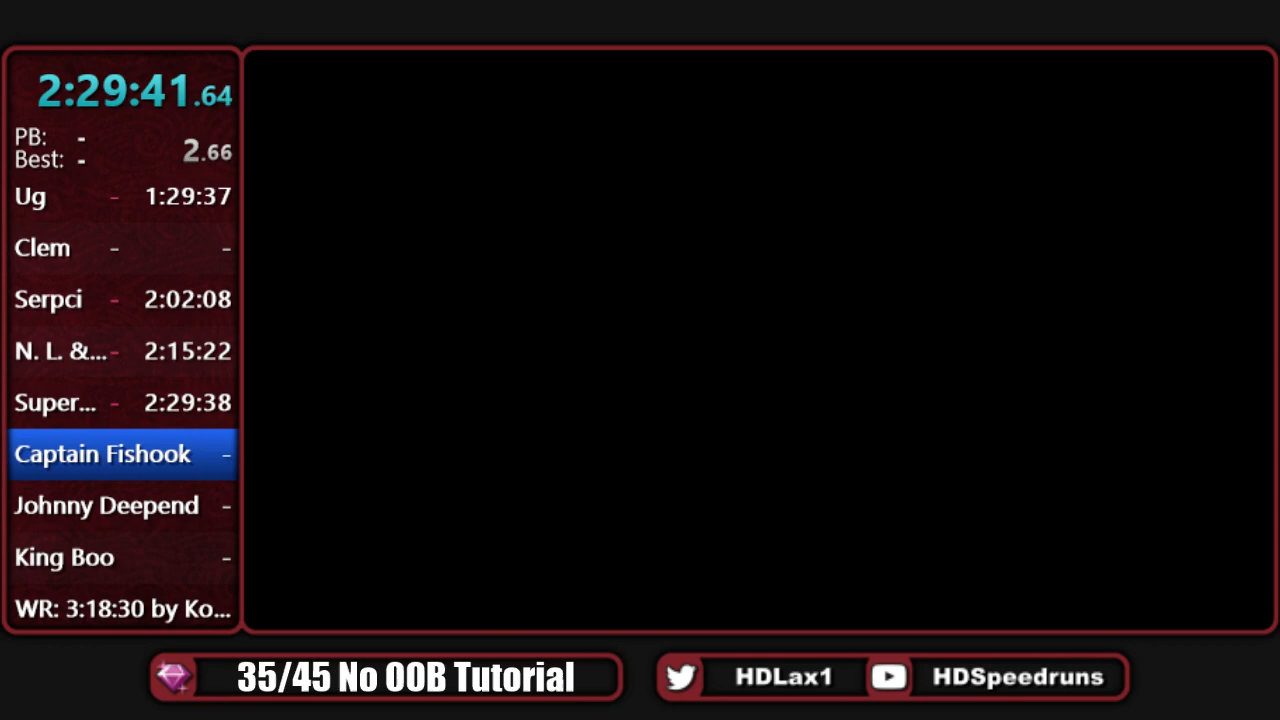 2:29:41.64
PB: -
Best: - 2.66
Ug - 1:29:37
Clem - -
Serpci - 2:02:08
N. L. &... - 2:15:22
Super... - 2:29:38
Captain Fishook -
Johnny Deepend -
King Boo -
WR: 3:18:30 by Ko...
35/45 No OOB Tutorial HDLax1 HDSpeedruns